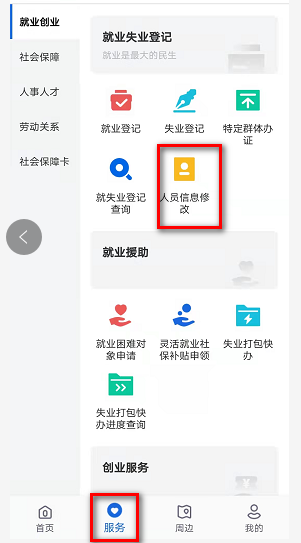 就业创业
社会保障
人事人才
劳动关系
社会保障卡
就业失业登记
就业是最大的民生
就业登记
失业登记
特定群体办
证
就失业登记
查询
人员信息修
改
就业援助
就业困难对
象申请
灵活就业社
保补贴申领
失业打包快
办
失业打包快
办进度查询
创业服务
首页
服务
周边
我的